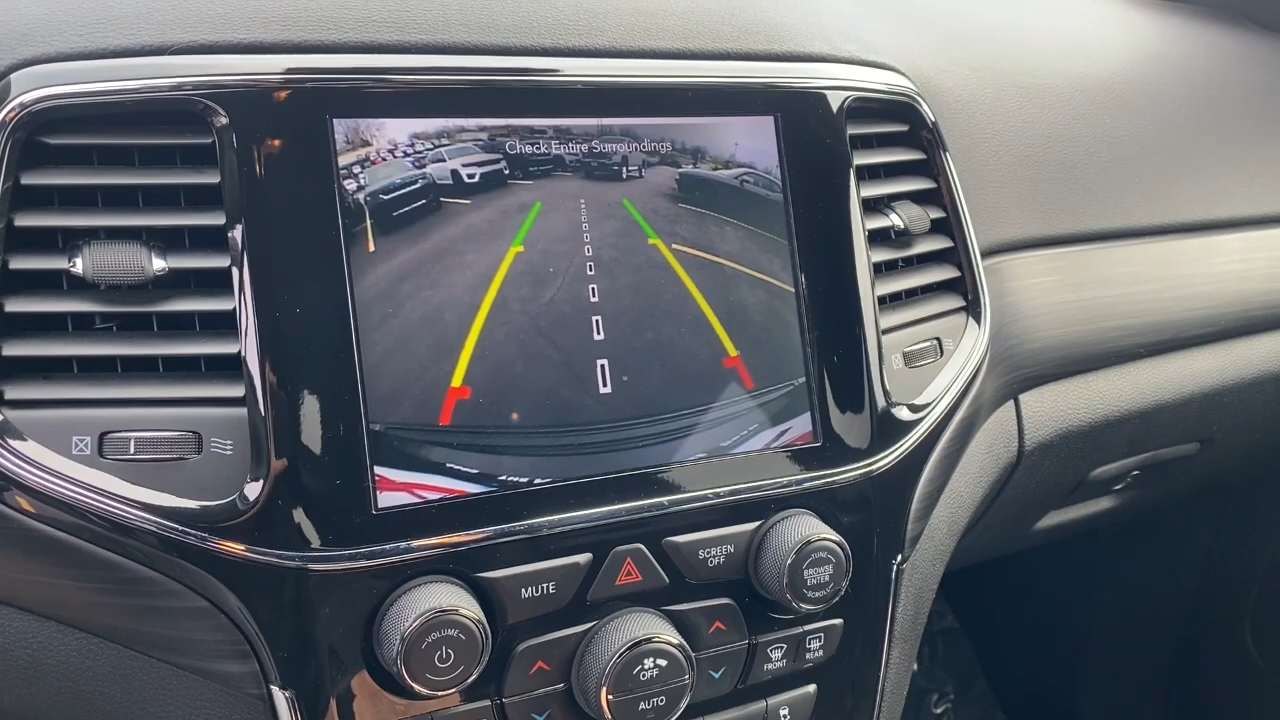 Check Entire Surroundings
MUTE
SCREEN
OFF
TUNE
BROWSE
ENTER
SCROLL
VOLUME
OFF
AUTO
FRONT
REAR